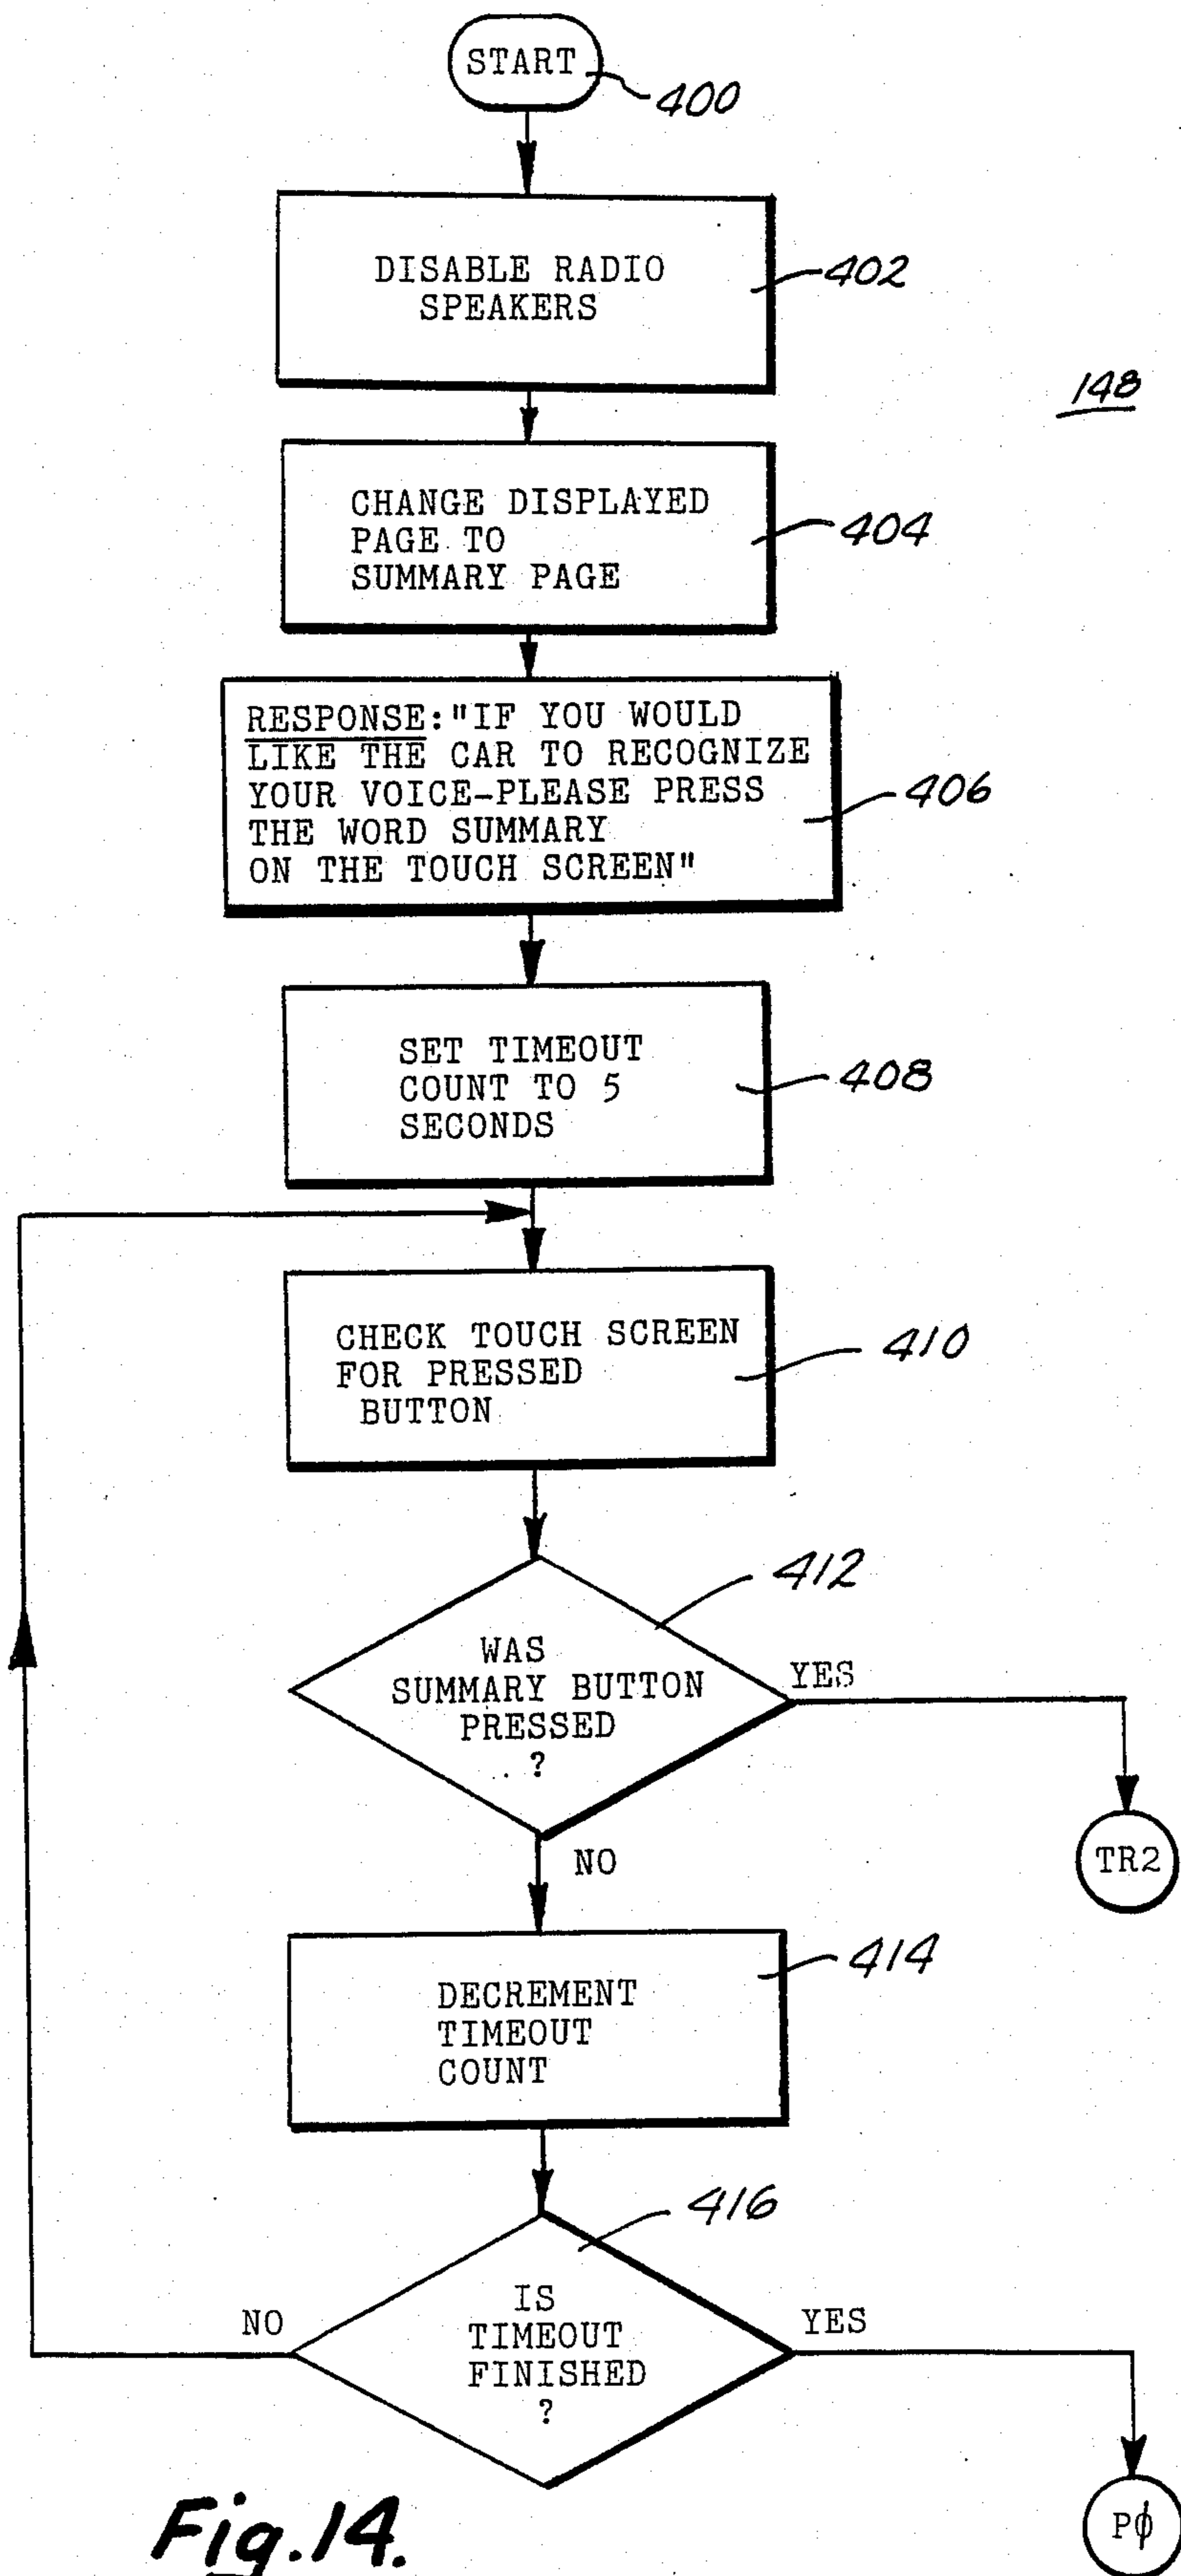 START
400
DISABLE RADIO
SPEAKERS
402
148
CHANGE DISPLAYED
PAGE TO
SUMMARY PAGE
404
RESPONSE:"IF YOU WOULD
LIKE THE CAR TO RECOGNIZE
YOUR VOICE-PLEASE PRESS
THE WORD SUMMARY
ON THE TOUCH SCREEN"
406
SET TIMEOUT
COUNT TO 5
SECONDS
408
CHECK TOUCH SCREEN
FOR PRESSED
BUTTON
410
412
WAS
SUMMARY BUTTON
PRESSED
?
YES
TR2
NO
DECREMENT
TIMEOUT
COUNT
414
416
IS
TIMEOUT
FINISHED
?
NO
YES
PØ
Fig.14.